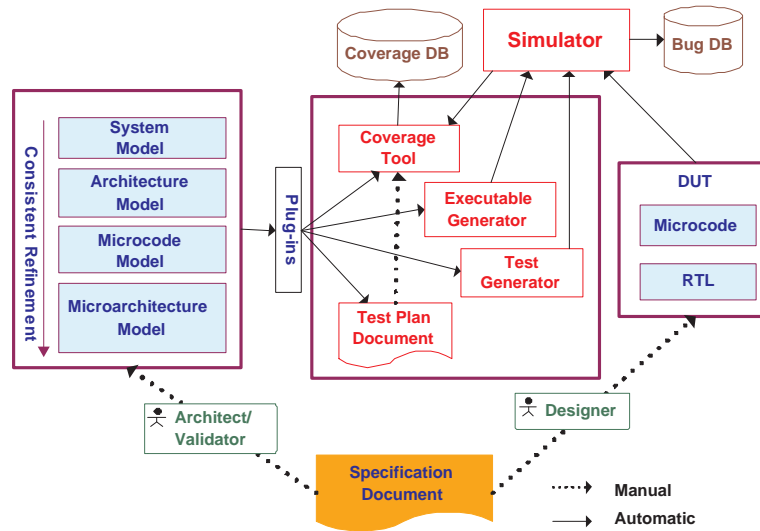 Coverage DB
Simulator
Bug DB
Consistent Refinement
System
Model
Architecture
Model
Microcode
Model
Microarchitecture
Model
Plug-ins
Coverage
Tool
Executable
Generator
Test
Generator
Test Plan
Document
DUT
Microcode
RTL
Architect/
Validator
Designer
Specification
Document
Manual
Automatic